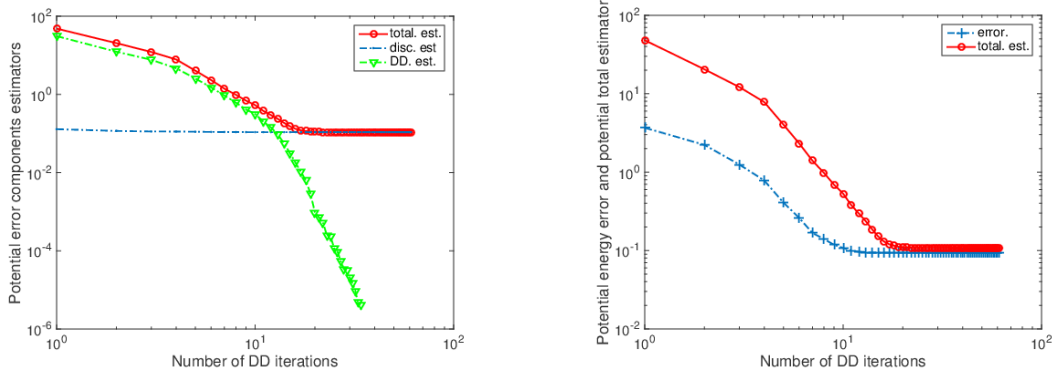 10^2
10^0
10^-2
10^-4
10^-6
10^0
10^1
10^2
Potential error components estimators
Number of DD iterations
total. est.
disc. est
DD. est.
10^2
10^1
10^0
10^-1
10^-2
10^0
10^1
10^2
Potential energy error and potential total estimator
Number of DD iterations
error.
total. est.